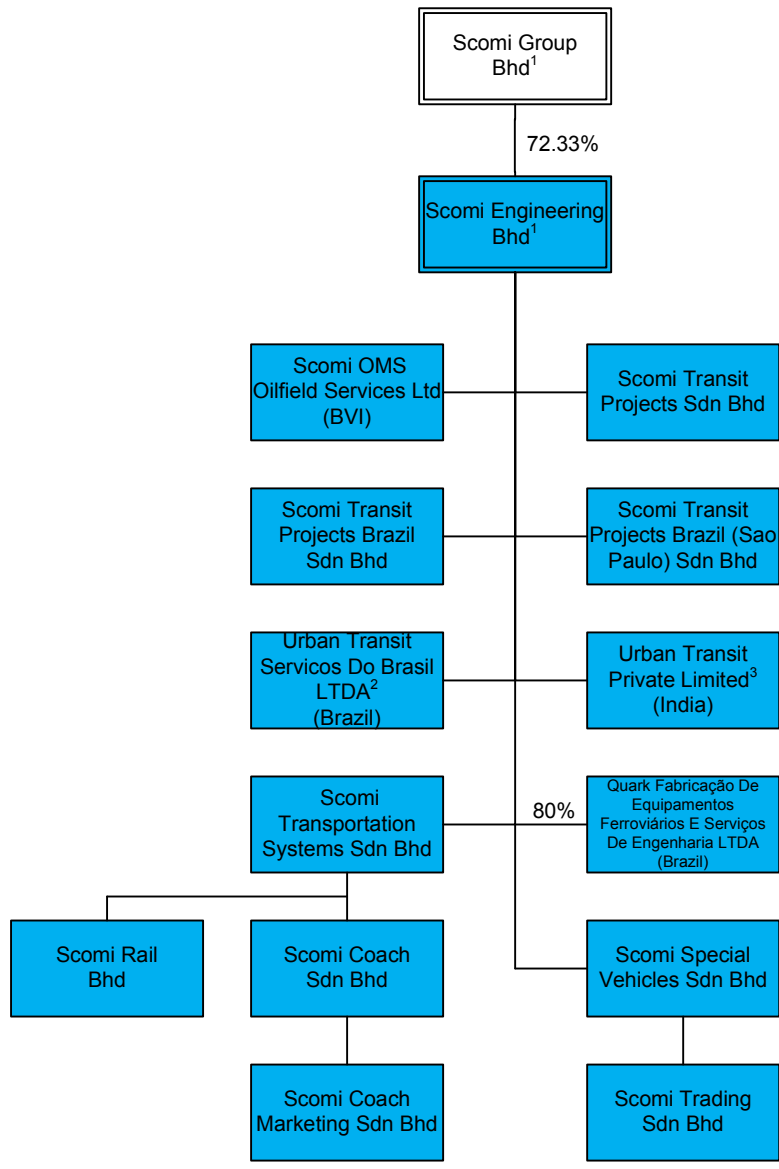 Scomi Group
Bhd¹
72.33%
Scomi Engineering
Bhd¹
Scomi OMS
Oilfield Services Ltd
(BVI)
Scomi Transit
Projects Sdn Bhd
Scomi Transit
Projects Brazil
Sdn Bhd
Scomi Transit
Projects Brazil (Sao
Paulo) Sdn Bhd
Urban Transit
Servicos Do Brasil
LTDA²
(Brazil)
Urban Transit
Private Limited³
(India)
Scomi
Transportation
Systems Sdn Bhd
80%
Quark Fabricação De
Equipamentos
Ferroviários E Serviços
De Engenharia LTDA
(Brazil)
Scomi Rail
Bhd
Scomi Coach
Sdn Bhd
Scomi Special
Vehicles Sdn Bhd
Scomi Coach
Marketing Sdn Bhd
Scomi Trading
Sdn Bhd